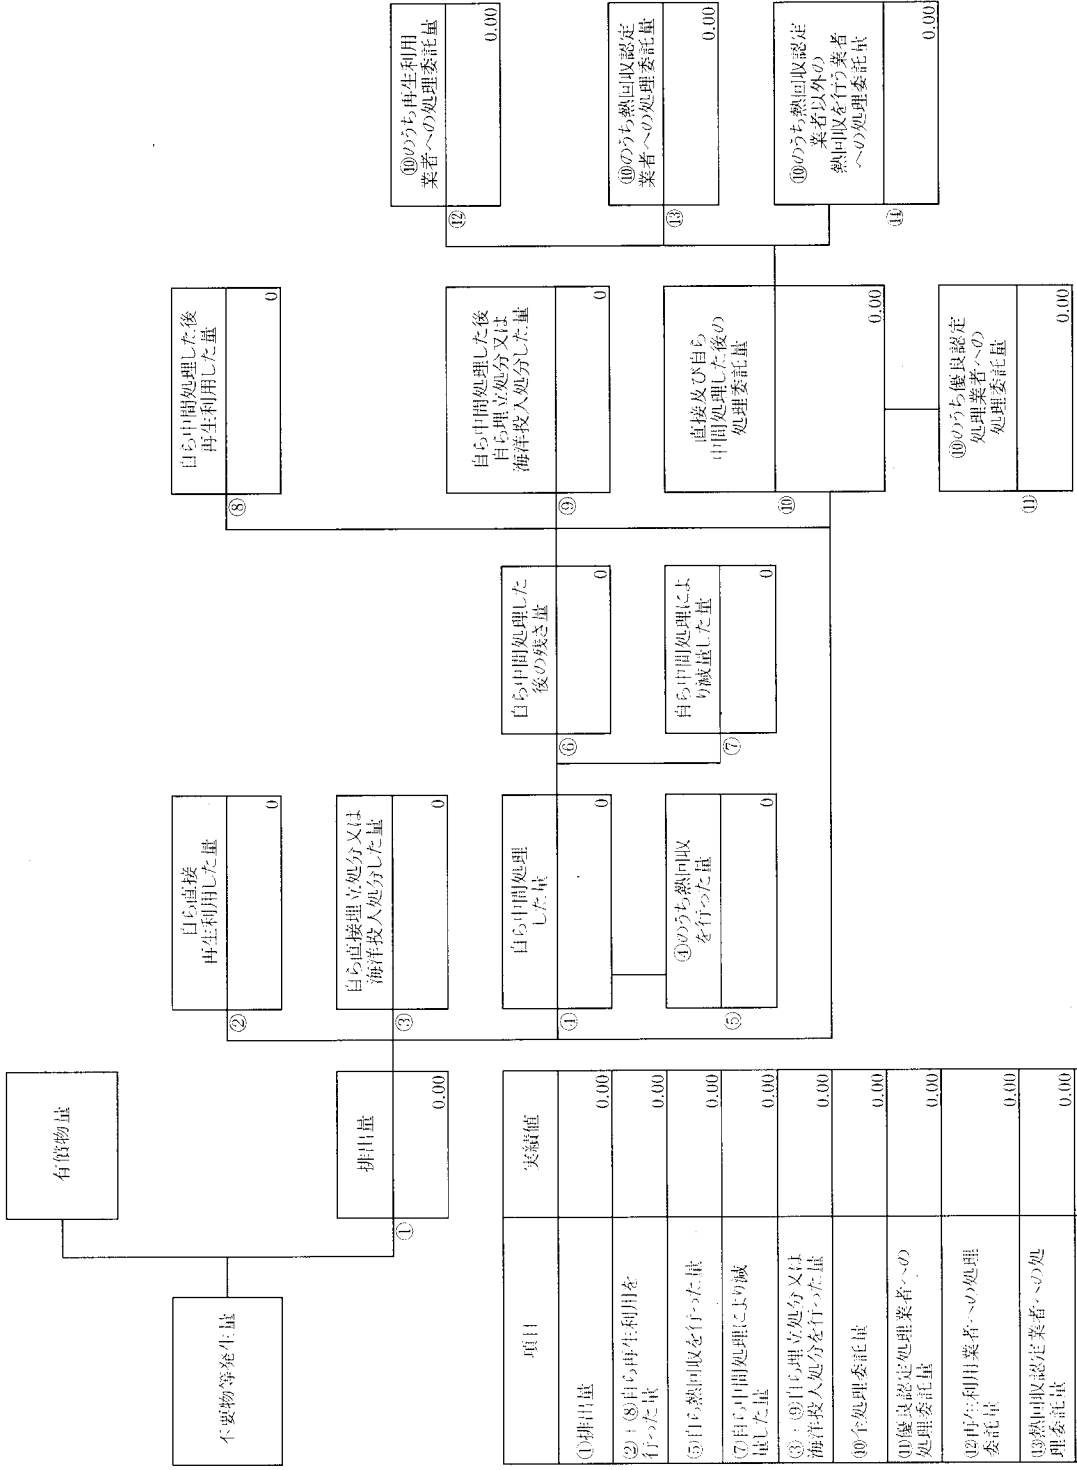 不要物等発生量
有償物量
①
排出量
0.00
②
自ら直接
再生利用した量
0
③
自ら直接埋立処分又は
海洋投入処分した量
0
④
自ら中間処理
した量
0
⑤
④のうち熱回収
を行った量
0
⑥
自ら中間処理した
後の残さ量
0
⑦
自ら中間処理によ
り減量した量
0
⑧
自ら中間処理した後
再生利用した量
0
⑨
自ら中間処理した後
自ら埋立処分又は
海洋投入処分した量
0
⑩
直接及び自ら
中間処理した後の
処理委託量
0.00
⑪
⑩のうち優良認定
処理業者への
処理委託量
0.00
⑫
⑩のうち再生利用
業者への処理委託量
0.00
⑬
⑩のうち熱回収認定
業者への処理委託量
0.00
⑭
⑩のうち熱回収認定
業者以外の
熱回収を行う業者
への処理委託量
0.00
項目 実績値
①排出量 0.00
②+⑧自ら再生利用を
行った量 0.00
⑤自ら熱回収を行った量 0.00
⑦自ら中間処理により減
量した量 0.00
③+⑨自ら埋立処分又は
海洋投入処分を行った量 0.00
⑩全処理委託量 0.00
⑪優良認定処理業者への
処理委託量 0.00
⑫再生利用業者への処理
委託量 0.00
⑬熱回収認定業者への処
理委託量 0.00